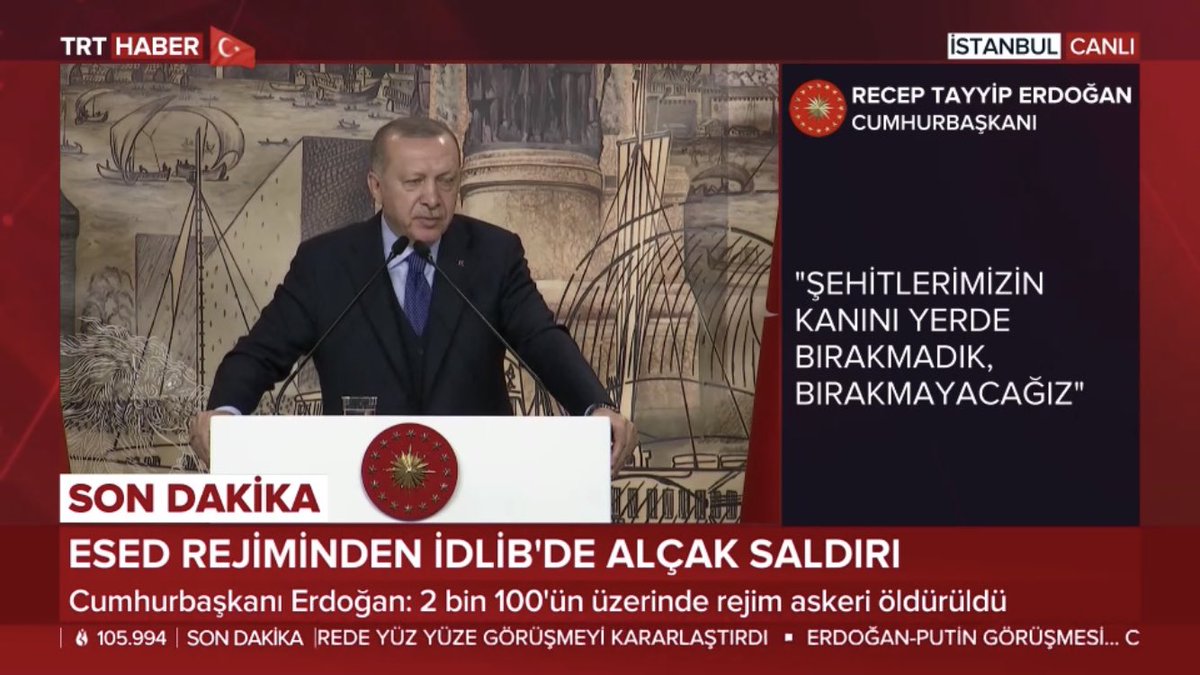 TRT HABER
İSTANBUL CANLI
RECEP TAYYİP ERDOĞAN
CUMHURBAŞKANI
"ŞEHİTLERİMİZİN
KANINI YERDE
BIRAKMADIK,
BIRAKMAYACAĞIZ"
SON DAKİKA
ESED REJİMİNDEN İDLİB'DE ALÇAK SALDIRI
Cumhurbaşkanı Erdoğan: 2 bin 100'ün üzerinde rejim askeri öldürüldü
105.994 SON DAKİKA REDE YÜZ YÜZE GÖRÜŞMEYİ KARARLAŞTIRDI ▪ ERDOĞAN-PUTİN GÖRÜŞMESİ... C